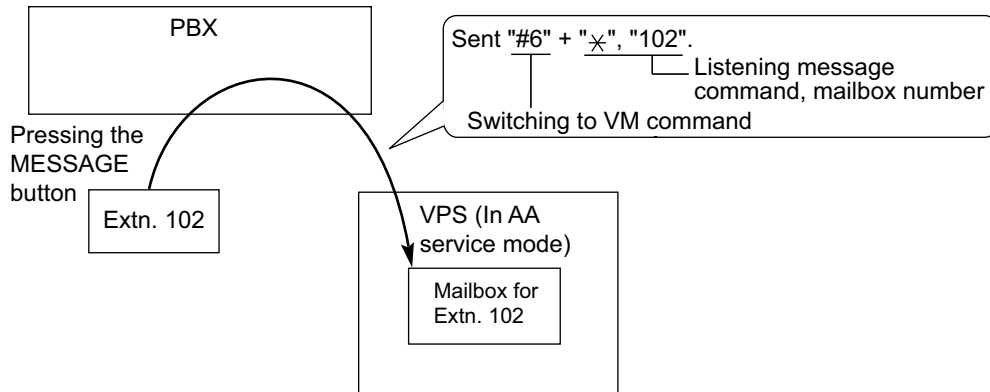 PBX
Sent "#6" + "✳", "102".
Listening message
command, mailbox number
Switching to VM command
Pressing the
MESSAGE
button
Extn. 102
VPS (In AA
service mode)
Mailbox for
Extn. 102